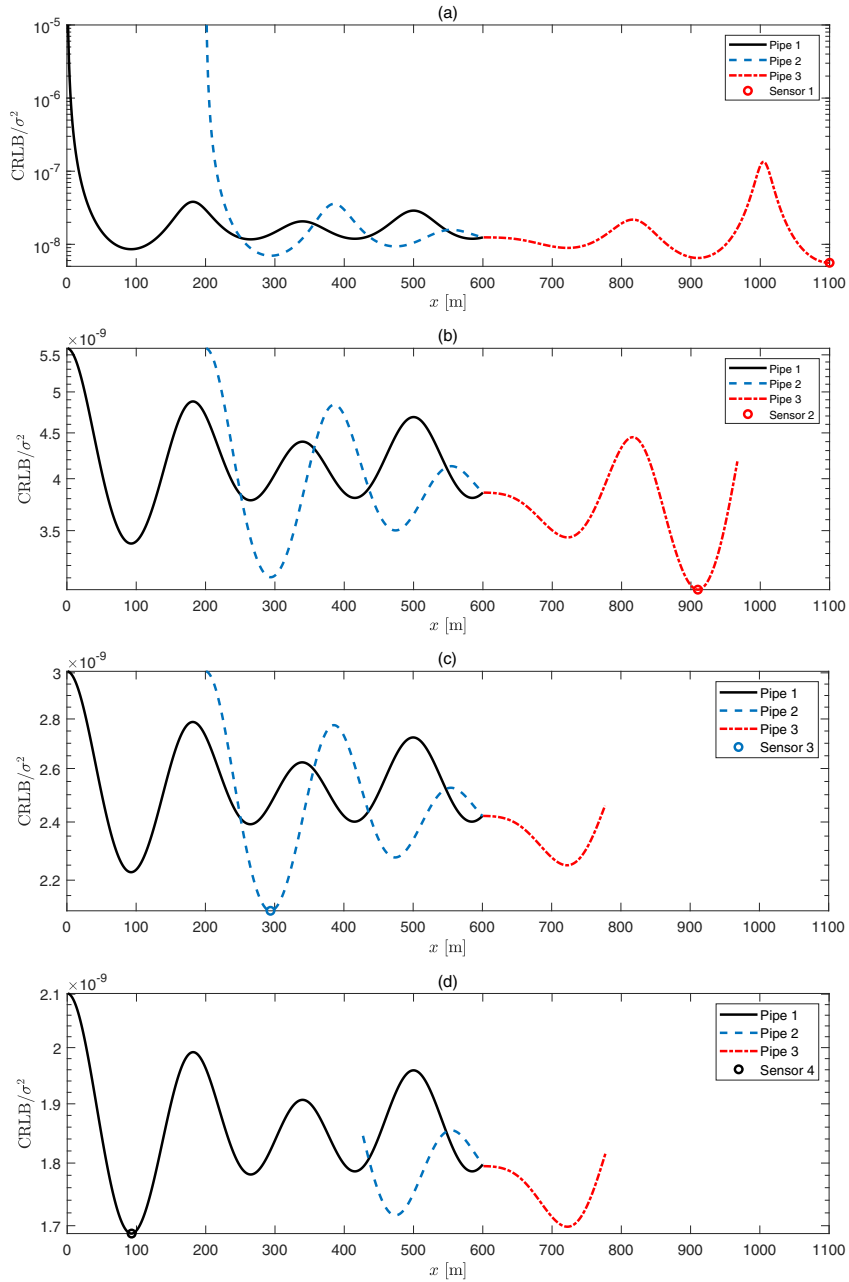 (a)
10^-5
10^-6
10^-7
10^-8
CRLB/σ²
Pipe 1
Pipe 2
Pipe 3
Sensor 1
0 100 200 300 400 500 600 700 800 900 1000 1100
x [m]
(b)
×10^-9
5.5
5
4.5
4
3.5
CRLB/σ²
Pipe 1
Pipe 2
Pipe 3
Sensor 2
0 100 200 300 400 500 600 700 800 900 1000 1100
x [m]
(c)
×10^-9
3
2.8
2.6
2.4
2.2
CRLB/σ²
Pipe 1
Pipe 2
Pipe 3
Sensor 3
0 100 200 300 400 500 600 700 800 900 1000 1100
x [m]
(d)
×10^-9
2.1
2
1.9
1.8
1.7
CRLB/σ²
Pipe 1
Pipe 2
Pipe 3
Sensor 4
0 100 200 300 400 500 600 700 800 900 1000 1100
x [m]